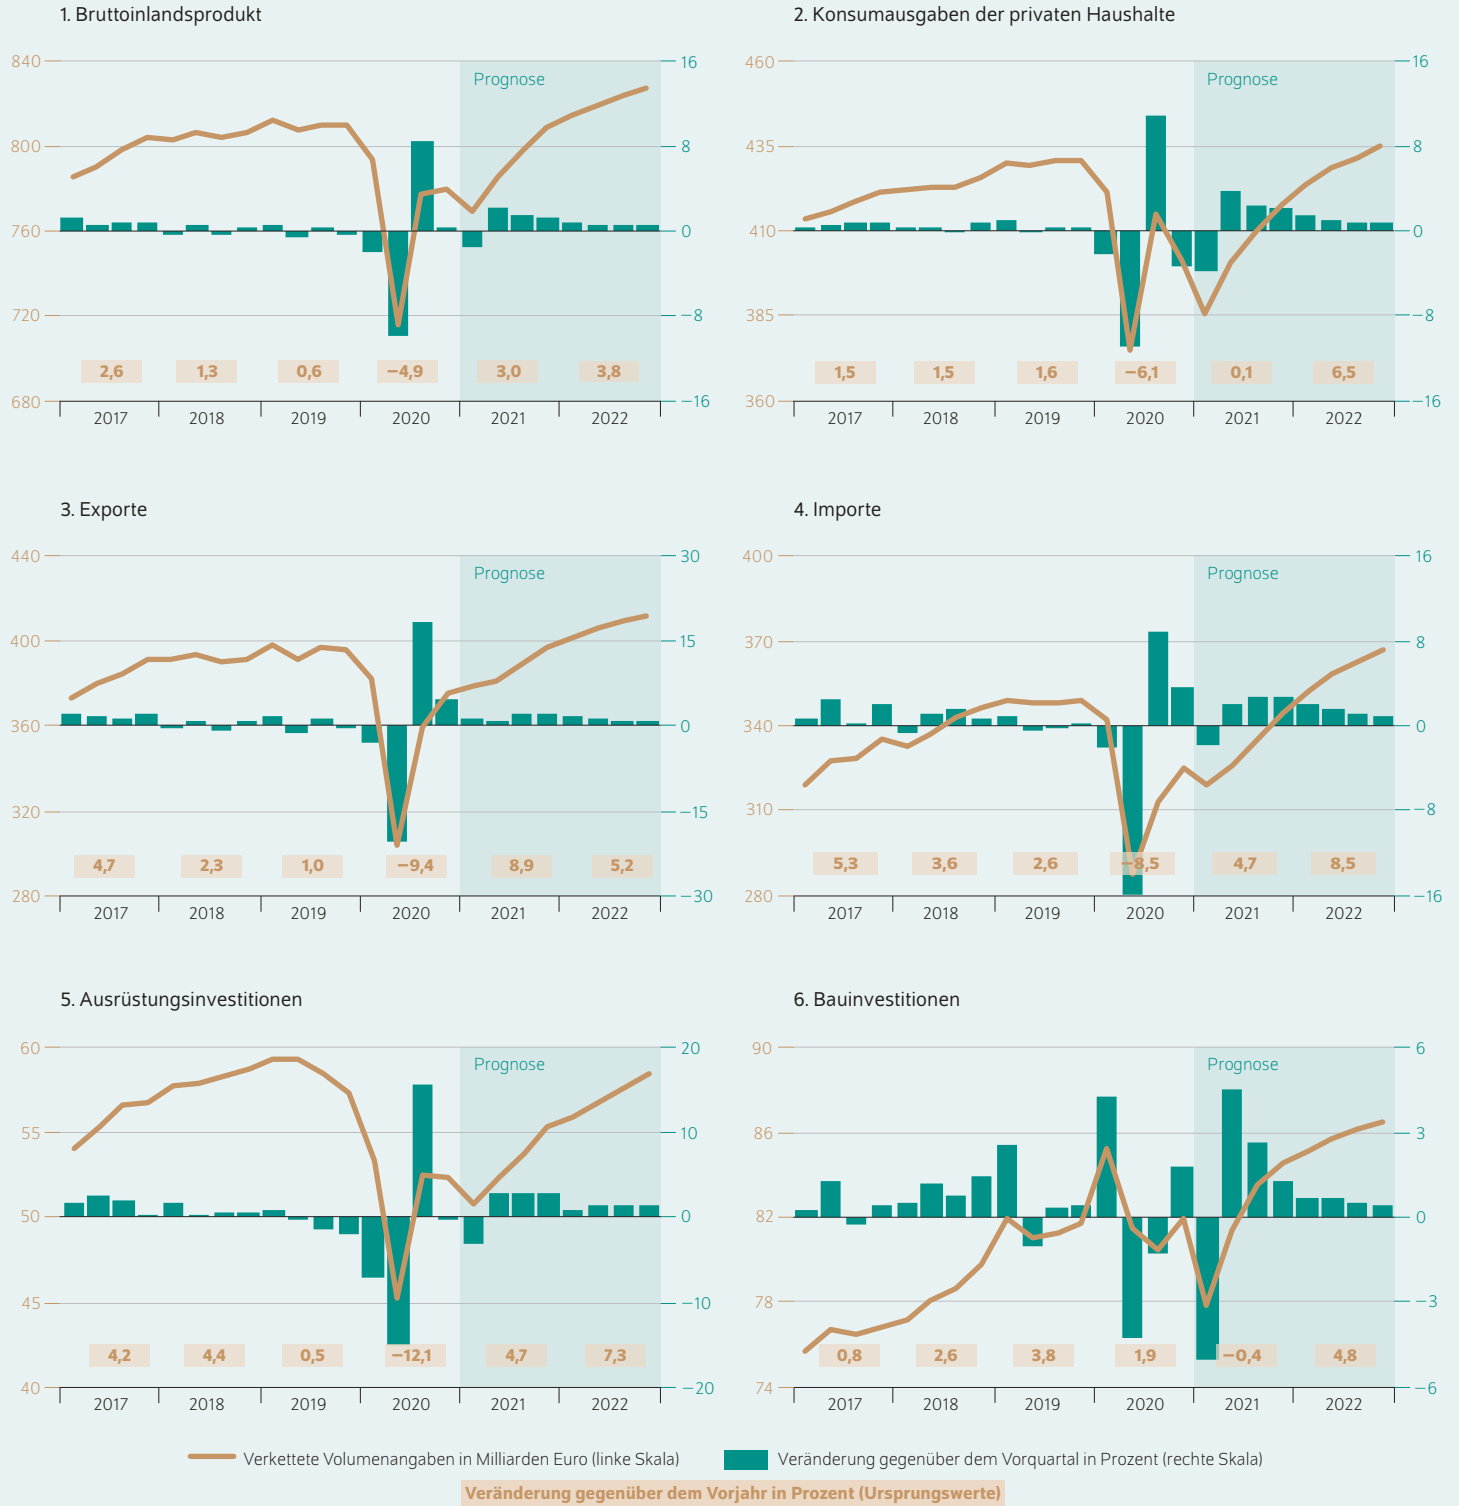 1. Bruttoinlandsprodukt
840
800
760
720
680
16
8
0
−8
−16
Prognose
2,6 1,3 0,6 −4,9 3,0 3,8
2017 2018 2019 2020 2021 2022
2. Konsumausgaben der privaten Haushalte
460
435
410
385
360
16
8
0
−8
−16
Prognose
1,5 1,5 1,6 −6,1 0,1 6,5
2017 2018 2019 2020 2021 2022
3. Exporte
440
400
360
320
280
30
15
0
−15
−30
Prognose
4,7 2,3 1,0 −9,4 8,9 5,2
2017 2018 2019 2020 2021 2022
4. Importe
400
370
340
310
280
16
8
0
−8
−16
Prognose
5,3 3,6 2,6 −8,5 4,7 8,5
2017 2018 2019 2020 2021 2022
5. Ausrüstungsinvestitionen
60
55
50
45
40
20
10
0
−10
−20
Prognose
4,2 4,4 0,5 −12,1 4,7 7,3
2017 2018 2019 2020 2021 2022
6. Bauinvestitionen
90
86
82
78
74
6
3
0
−3
−6
Prognose
0,8 2,6 3,8 1,9 −0,4 4,8
2017 2018 2019 2020 2021 2022
Verkettete Volumenangaben in Milliarden Euro (linke Skala)
Veränderung gegenüber dem Vorquartal in Prozent (rechte Skala)
Veränderung gegenüber dem Vorjahr in Prozent (Ursprungswerte)